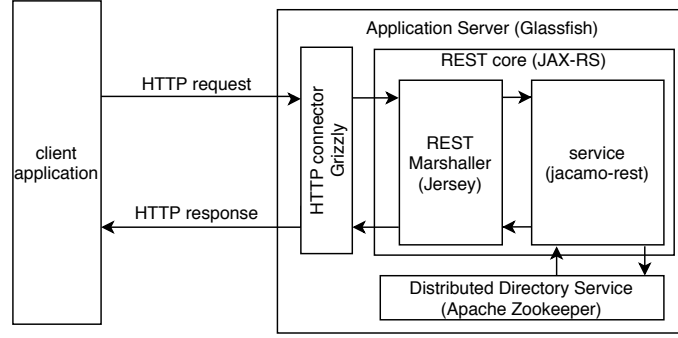 Application Server (Glassfish)
REST core (JAX-RS)
HTTP request
client
application
HTTP connector
Grizzly
REST
Marshaller
(Jersey)
service
(jacamo-rest)
HTTP response
Distributed Directory Service
(Apache Zookeeper)